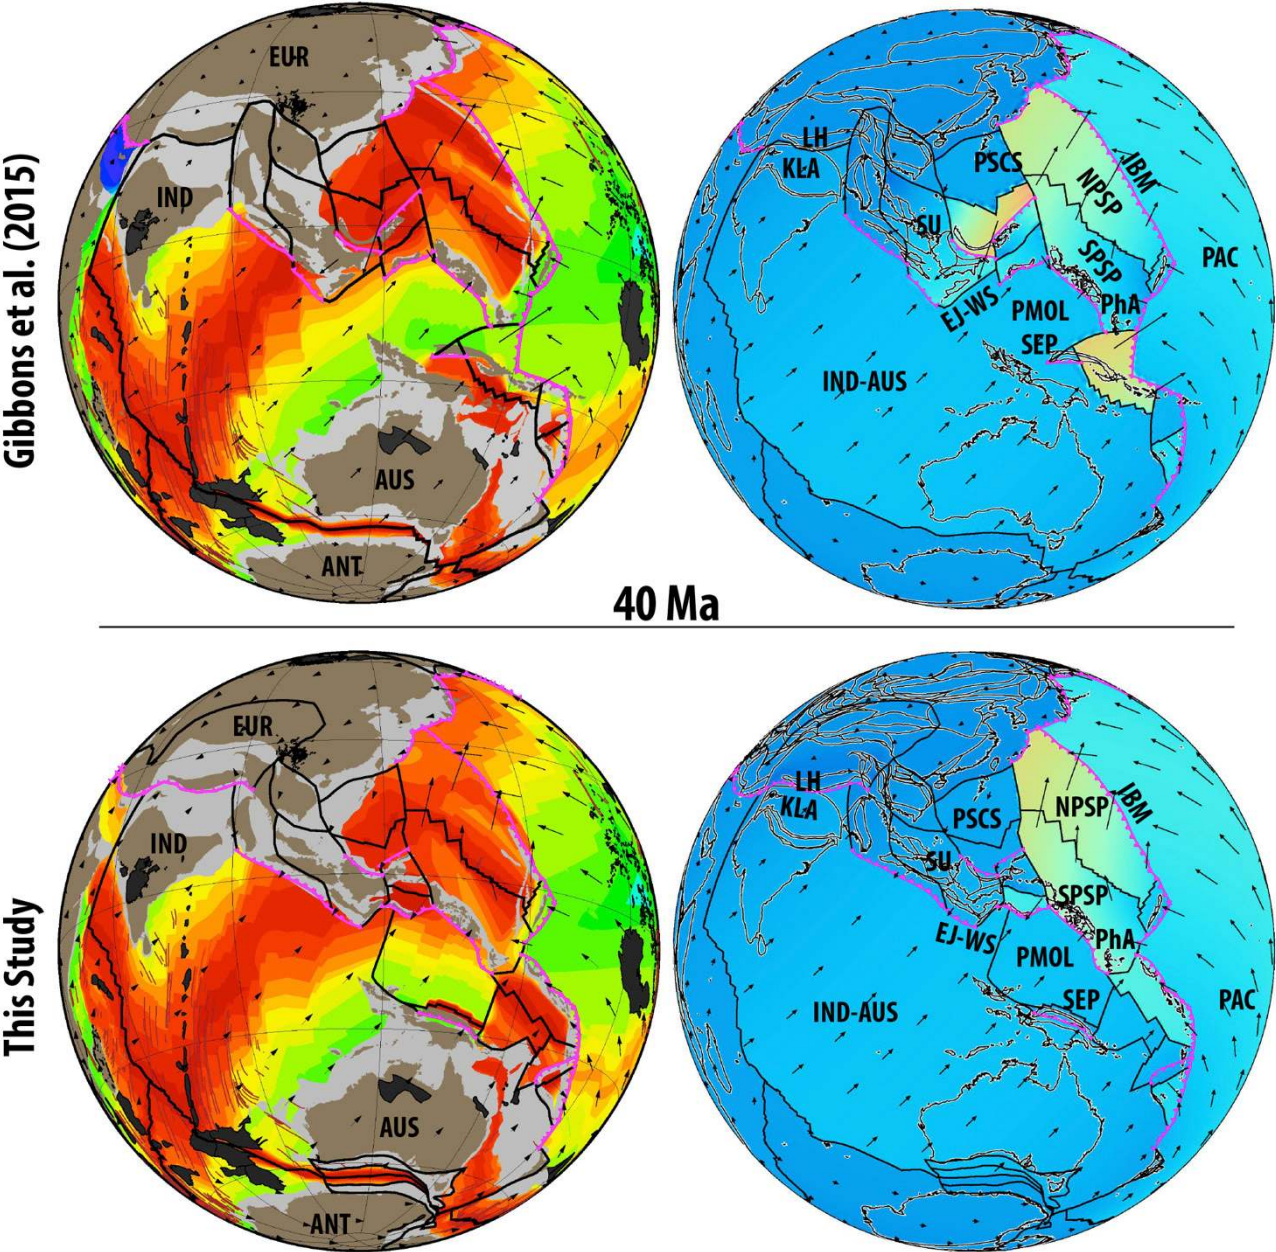 Gibbons et al. (2015)
EUR
IND
AUS
ANT
LH
KLA
PSCS
IBM
NPSP
SU
SPSP
PAC
EJ-WS
PMOL
PhA
SEP
IND-AUS
40 Ma
This Study
EUR
IND
AUS
ANT
LH
KLA
PSCS
NPSP
IBM
SU
SPSP
EJ-WS
PhA
PMOL
SEP
PAC
IND-AUS